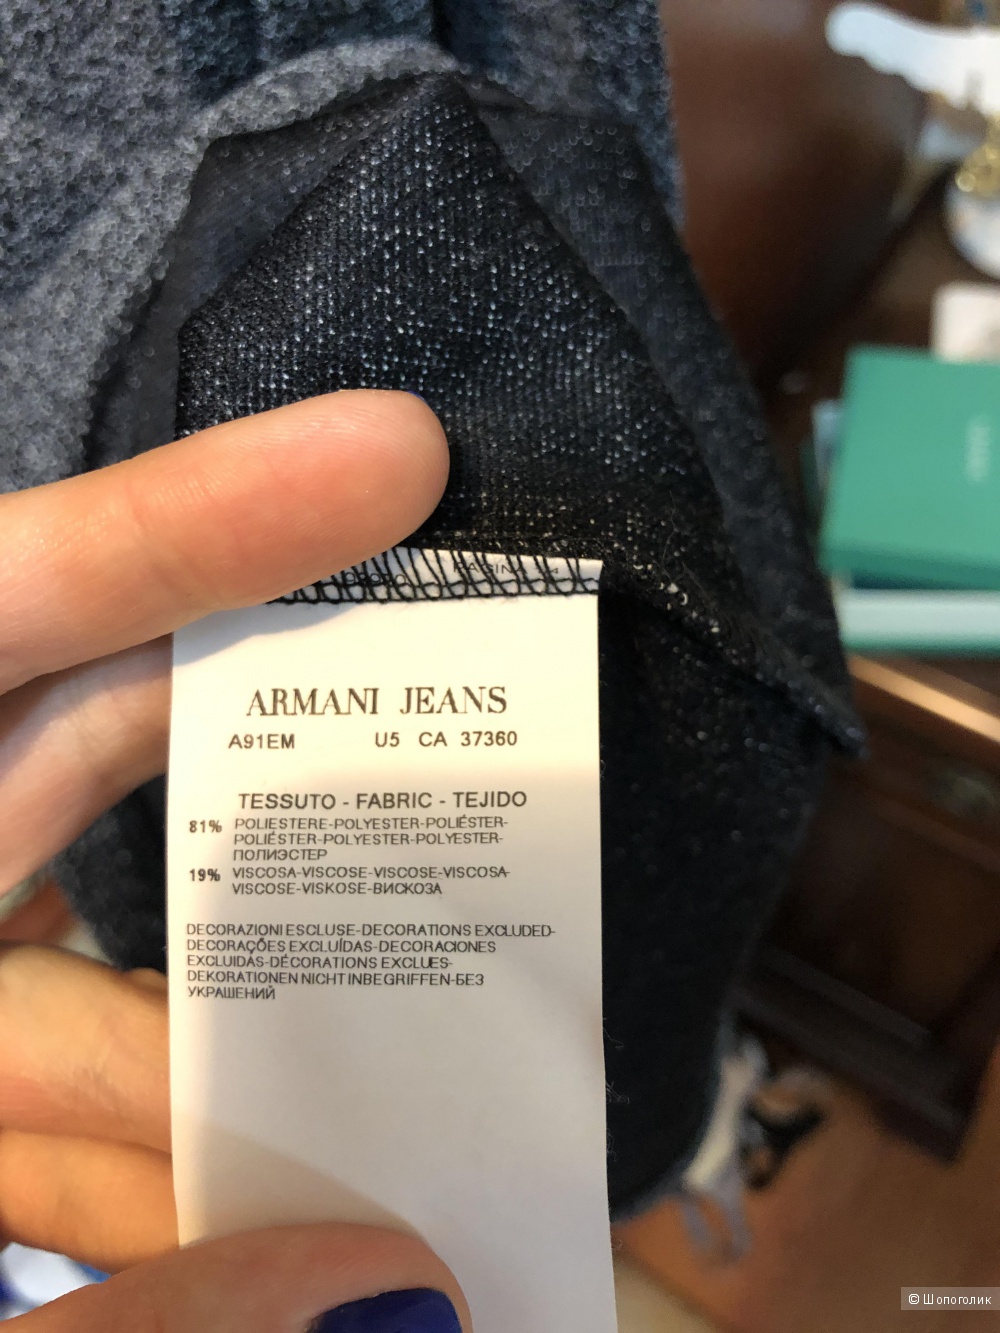 ARMANI JEANS
A91EM U5 CA 37360
TESSUTO - FABRIC - TEJIDO
81% POLIESTERE-POLYESTER-POLIÉSTER-
POLIÉSTER-POLYESTER-POLYESTER-
ПОЛИЭСТЕР
19% VISCOSA-VISCOSE-VISCOSE-VISCOSA-
VISCOSE-VISKOSE-ВИСКОЗА
DECORAZIONI ESCLUSE-DECORATIONS EXCLUDED-
DECORAÇÕES EXCLUÍDAS-DECORACIONES
EXCLUIDAS-DÉCORATIONS EXCLUES-
DEKORATIONEN NICHT INBEGRIFFEN-БЕЗ
УКРАШЕНИЙ
© Шопоголик